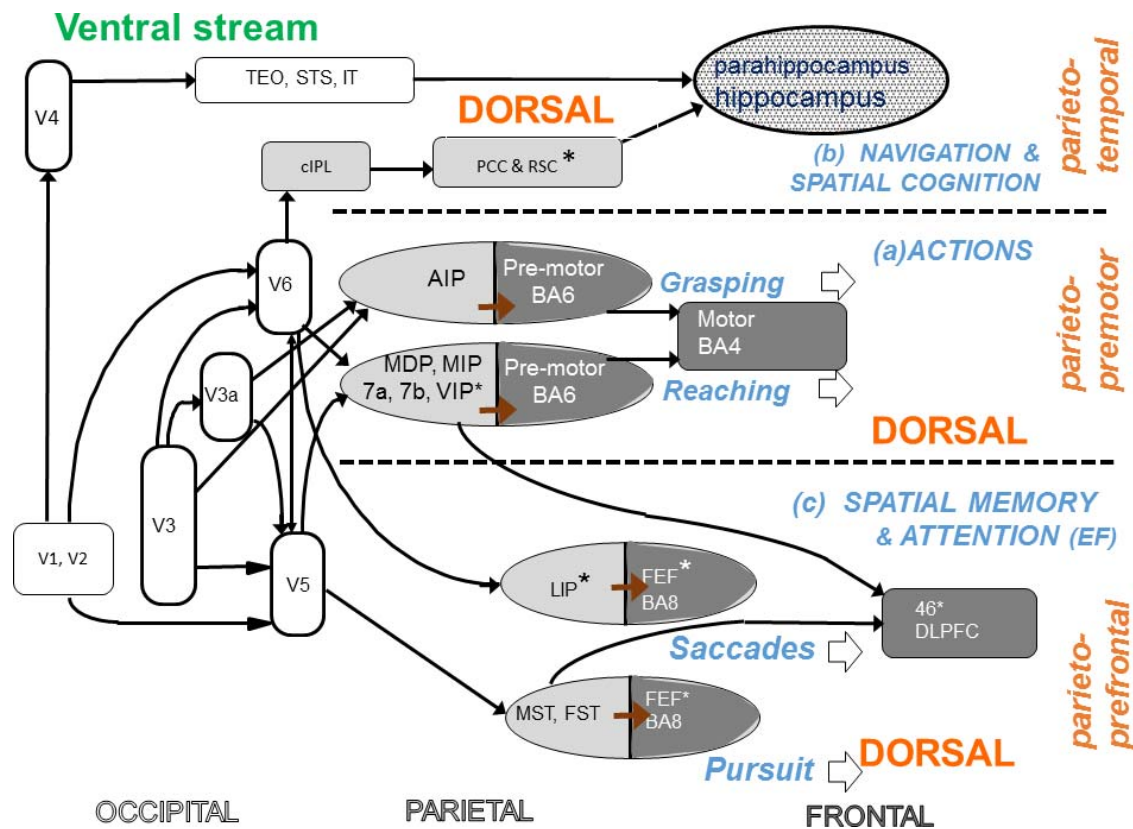 Ventral stream
TEO, STS, IT
parahippocampus
hippocampus
V4
DORSAL
parieto-
temporal
cIPL
PCC & RSC *
(b) NAVIGATION &
SPATIAL COGNITION
V6
AIP
Pre-motor
BA6
Grasping
(a)ACTIONS
Motor
BA4
parieto-
premotor
V3a
MDP, MIP
7a, 7b, VIP*
Pre-motor
BA6
Reaching
DORSAL
V3
V1, V2
V5
(c) SPATIAL MEMORY
& ATTENTION (EF)
LIP*
FEF*
BA8
46*
DLPFC
Saccades
parieto-
prefrontal
MST, FST
FEF*
BA8
DORSAL
Pursuit
OCCIPITAL
PARIETAL
FRONTAL